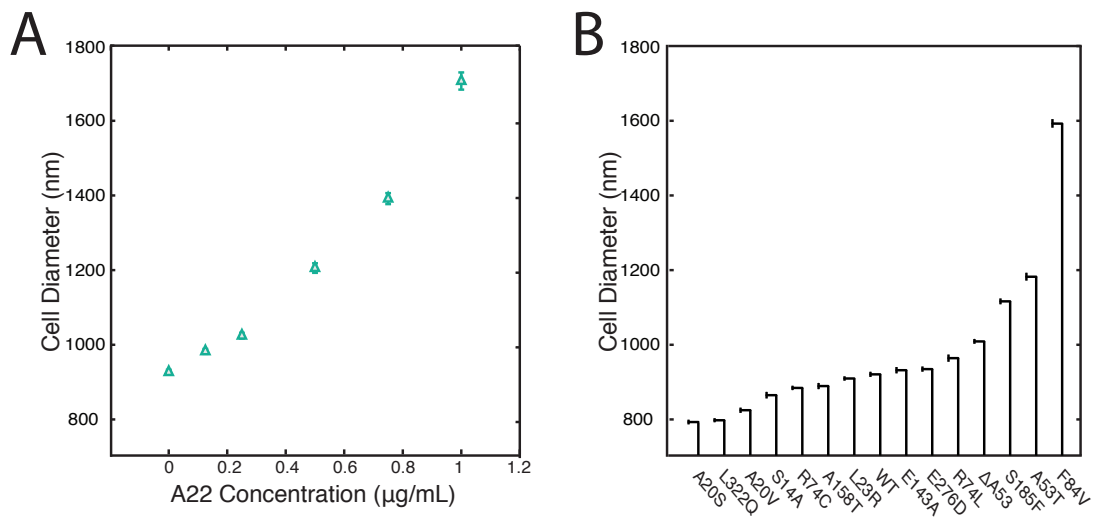 A
1800
1600
1400
1200
1000
800
Cell Diameter (nm)
0 0.2 0.4 0.6 0.8 1 1.2
A22 Concentration (μg/mL)
B
1800
1600
1400
1200
1000
800
Cell Diameter (nm)
A20S
L322Q
A20V
S14A
R74C
A158T
L23R
WT
E143A
E276D
R74L
ΔA53
S185F
A53T
F84V